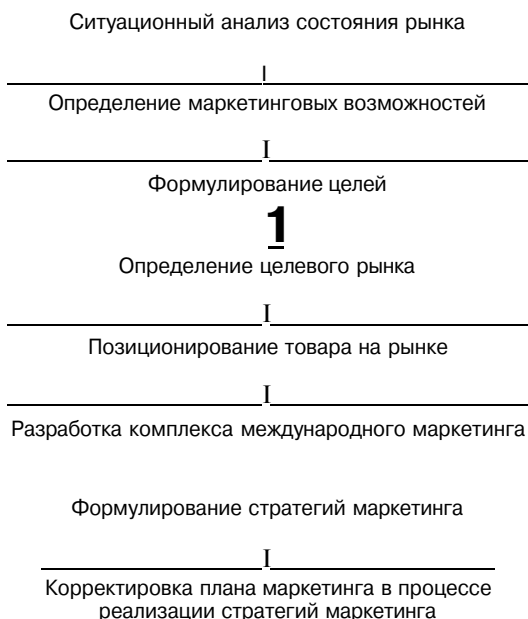 Ситуационный анализ состояния рынка
I
Определение маркетинговых возможностей
I
Формулирование целей
1
Определение целевого рынка
I
Позиционирование товара на рынке
I
Разработка комплекса международного маркетинга
Формулирование стратегий маркетинга
I
Корректировка плана маркетинга в процессе
реализации стратегий маркетинга